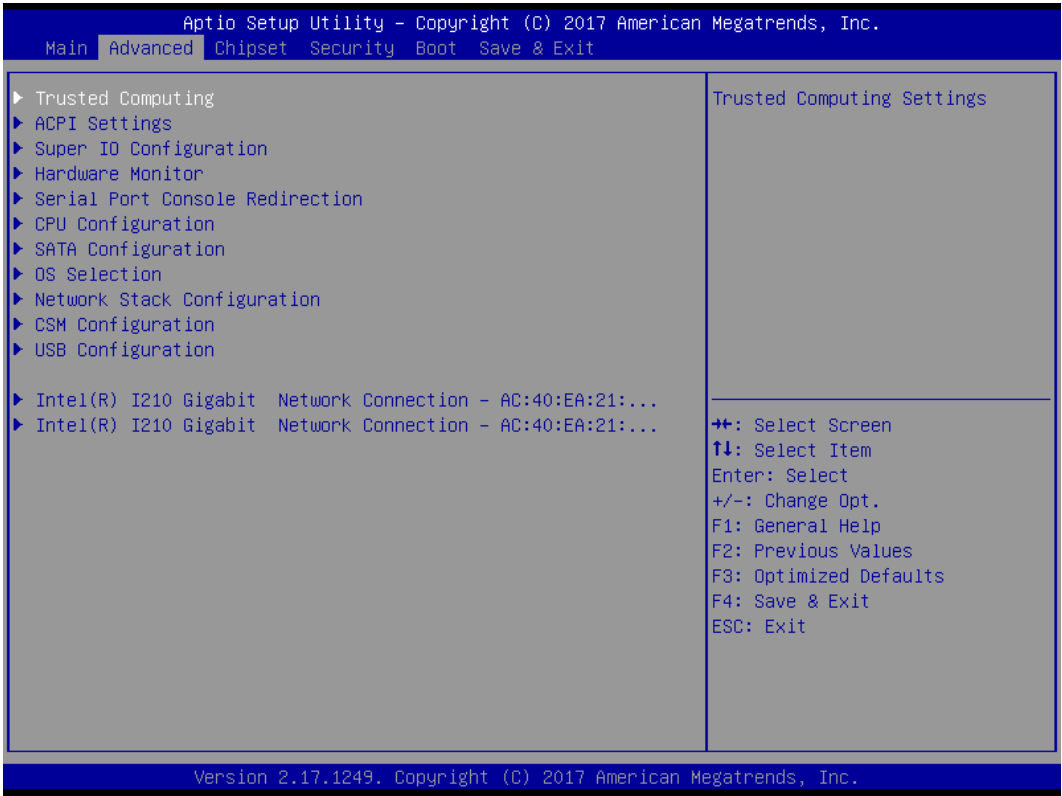 Aptio Setup Utility – Copyright (C) 2017 American Megatrends, Inc.
Main Advanced Chipset Security Boot Save & Exit
Trusted Computing
ACPI Settings
Super IO Configuration
Hardware Monitor
Serial Port Console Redirection
CPU Configuration
SATA Configuration
OS Selection
Network Stack Configuration
CSM Configuration
USB Configuration
Intel(R) I210 Gigabit  Network Connection – AC:40:EA:21:...
Intel(R) I210 Gigabit  Network Connection – AC:40:EA:21:...
Trusted Computing Settings
→←: Select Screen
↑↓: Select Item
Enter: Select
+/-: Change Opt.
F1: General Help
F2: Previous Values
F3: Optimized Defaults
F4: Save & Exit
ESC: Exit
Version 2.17.1249. Copyright (C) 2017 American Megatrends, Inc.